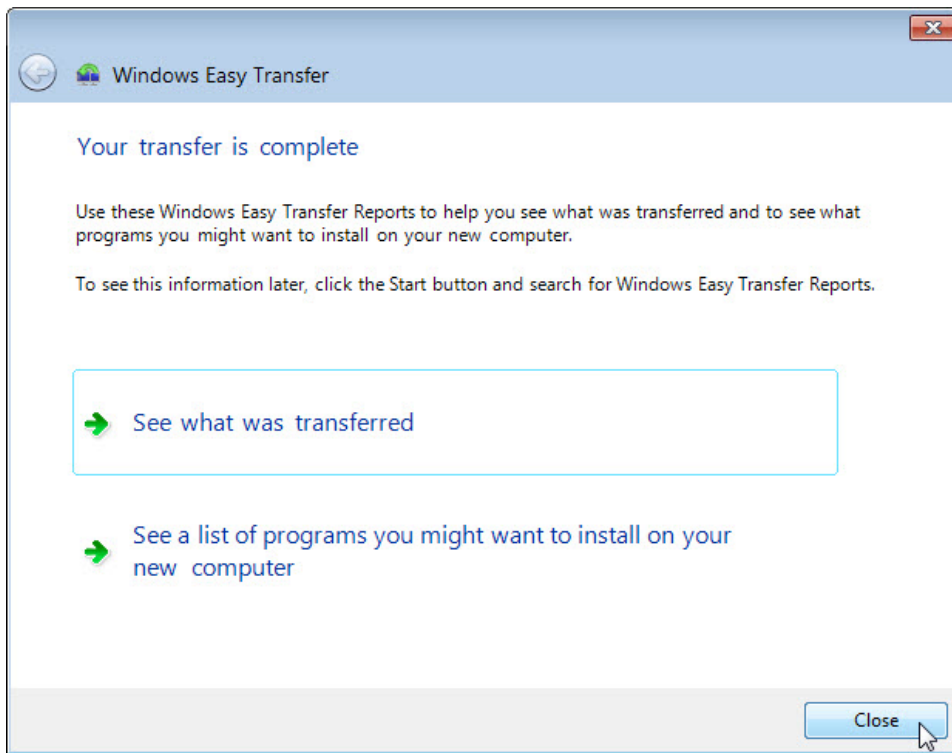 Windows Easy Transfer
Your transfer is complete
Use these Windows Easy Transfer Reports to help you see what was transferred and to see what
programs you might want to install on your new computer.
To see this information later, click the Start button and search for Windows Easy Transfer Reports.
See what was transferred
See a list of programs you might want to install on your
new computer
Close